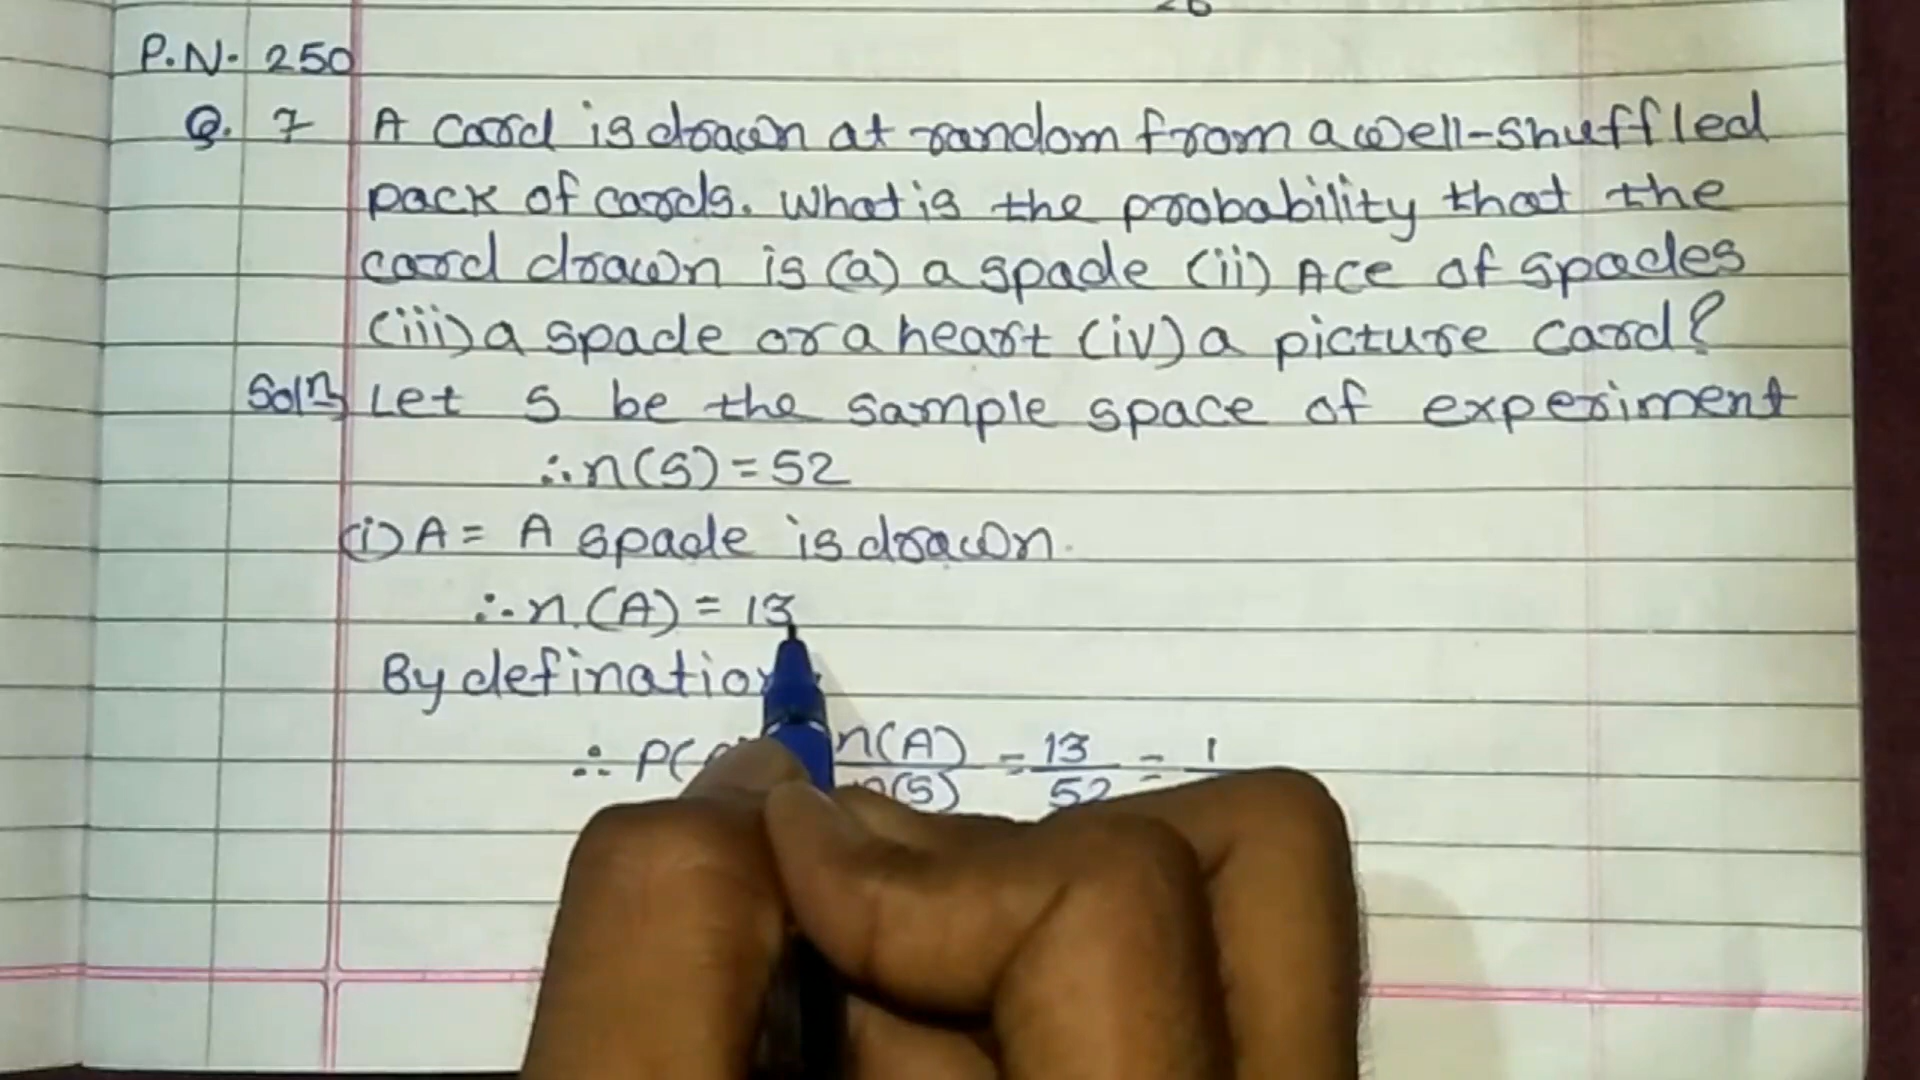 P.N. 250
Q. 7 A card is drawn at random from a well-shuffled
pack of cards. What is the probability that the
card drawn is (a) a spade (ii) Ace of spades
(iii) a spade or a heart (iv) a picture card?
Soln Let S be the sample space of experiment
∴ n(S) = 52
(i) A = A spade is drawn.
∴ n(A) = 13
By defination
∴ P( n(A)/n(S) = 13/52 = 1